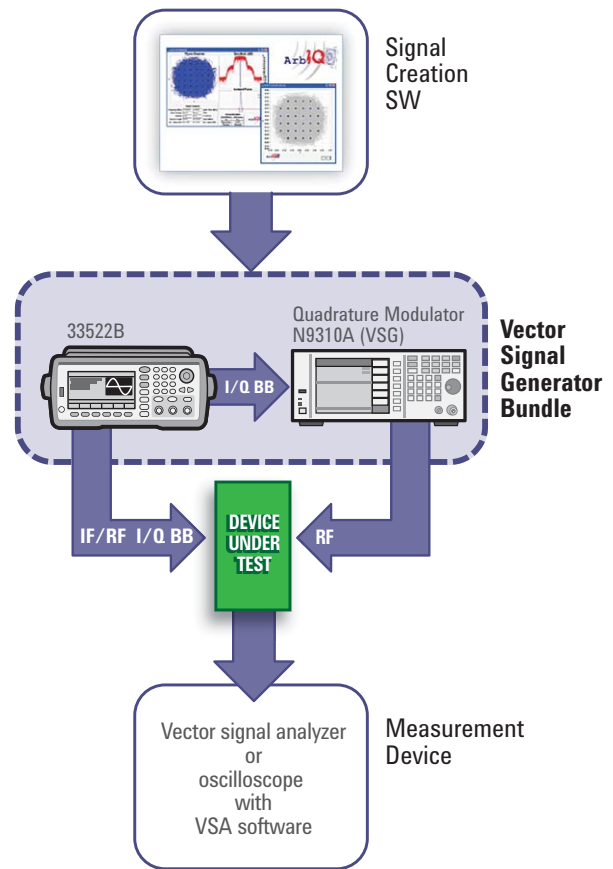 ArbIQ
Signal
Creation
SW
33522B
Quadrature Modulator
N9310A (VSG)
I/Q BB
Vector
Signal
Generator
Bundle
IF/RF I/Q BB
DEVICE
UNDER
TEST
RF
Vector signal analyzer
or
oscilloscope
with
VSA software
Measurement
Device